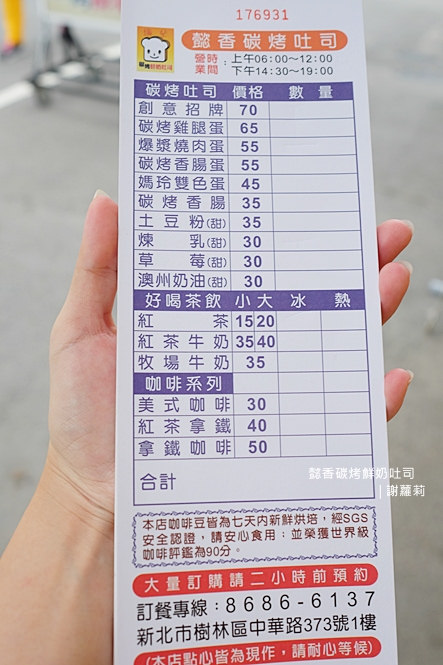 176931
懿香碳烤吐司
營業時間：上午06:00～12:00
下午14:30～19:00
碳烤吐司 價格 數量
創意招牌 70
碳烤雞腿蛋 65
爆漿燒肉蛋 55
碳烤香腸蛋 55
媽玲雙色蛋 45
碳烤香腸 35
土豆粉(甜) 35
煉乳(甜) 30
草莓(甜) 30
澳州奶油(甜) 30
好喝茶飲 小 大 冰 熱
紅茶 15 20
紅茶牛奶 35 40
牧場牛奶 35
咖啡系列
美式咖啡 30
紅茶拿鐵 40
拿鐵咖啡 50
合計
懿香碳烤鮮奶吐司
| 謝蘿莉
本店咖啡豆皆為七天內新鮮烘培，經SGS
安全認證，請安心食用；並榮獲世界級
咖啡評鑑為90分。
大量訂購請二小時前預約
訂餐專線：8686-6137
新北市樹林區中華路373號1樓
(本店點心皆為現作，請耐心等候)